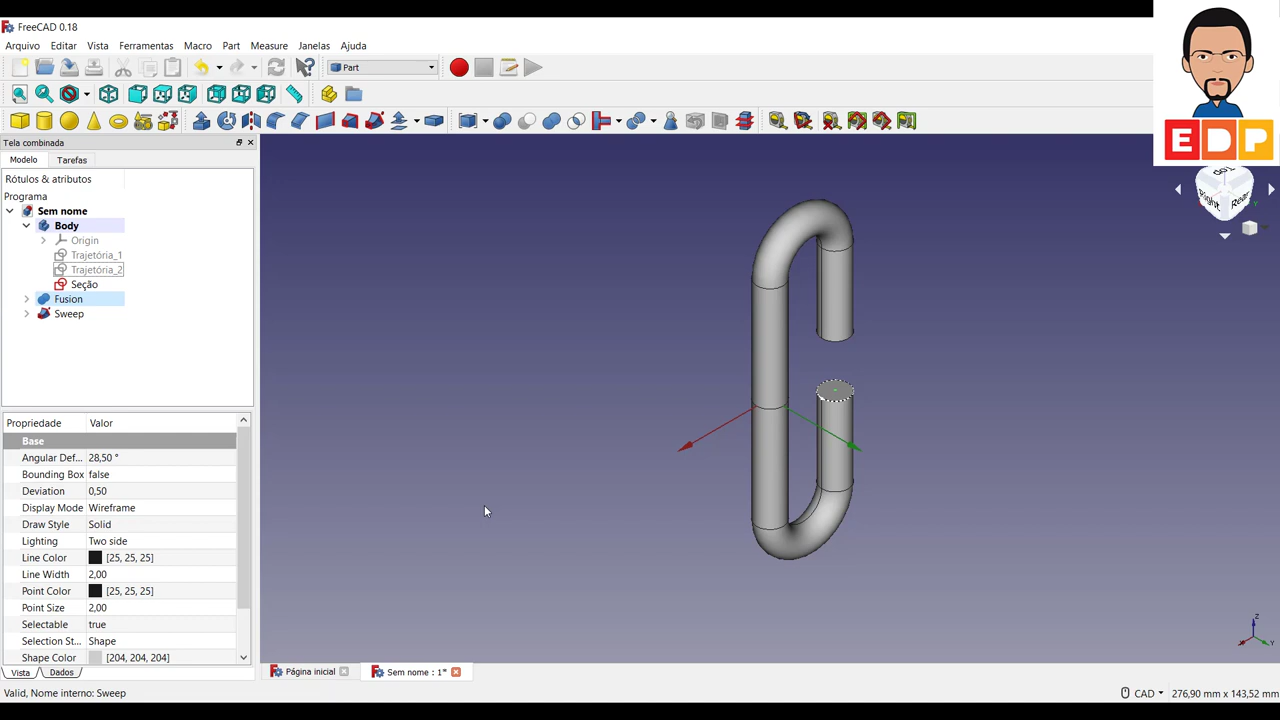 FreeCAD 0.18
Arquivo Editar Vista Ferramentas Macro Part Measure Janelas Ajuda
Part
EDP
Tela combinada
Modelo Tarefas
Rótulos & atributos
Programa
Sem nome
Body
Origin
Trajetória_1
Trajetória_2
Seção
Fusion
Sweep
Right Rear
Propriedade Valor
Base
Angular Def... 28,50 °
Bounding Box false
Deviation 0,50
Display Mode Wireframe
Draw Style Solid
Lighting Two side
Line Color [25, 25, 25]
Line Width 2,00
Point Color [25, 25, 25]
Point Size 2,00
Selectable true
Selection St... Shape
Shape Color [204, 204, 204]
Vista Dados
Página inicial Sem nome : 1*
Z
X Y
Valid, Nome interno: Sweep CAD 276,90 mm x 143,52 mm